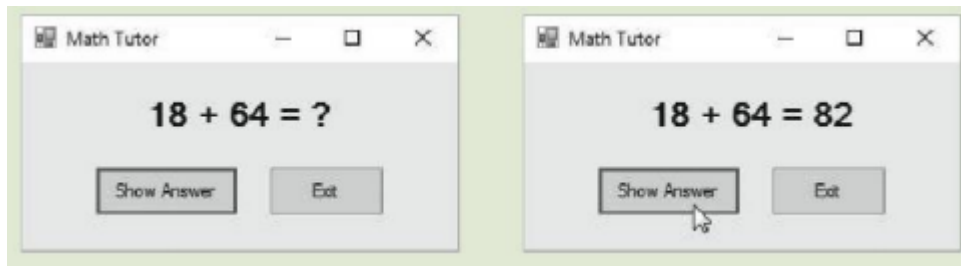 Math Tutor
18 + 64 = ?
Show Answer
Exit
Math Tutor
18 + 64 = 82
Show Answer
Exit